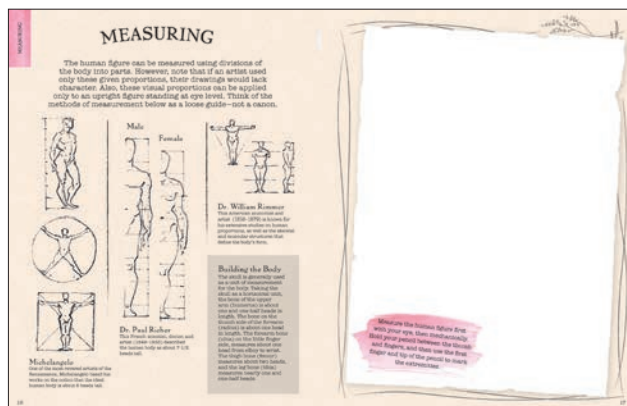 MEASURING
MEASURING
The human figure can be measured using divisions of
the body into parts. However, note that if an artist used
only these given proportions, their drawings would lack
character. Also, these visual proportions can be applied
only to an upright figure standing at eye level. Think of the
methods of measurement below as a loose guide—not a canon.
Male
Female
Dr. William Rimmer
This American anatomist and
artist (1816–1879) is known for
his extensive studies on human
proportions, as well as the skeletal
and muscular structures that
define the body's form.
Building the Body
The skull is generally used
as a unit of measurement
for the body. Taking the
skull as a horizontal unit,
the bone of the upper
arm (humerus) is about
one and one half heads in
length. The bone on the
thumb side of the forearm
(radius) is about one head
in length. The forearm bone
(ulna) on the little finger
side, measures about one
head from elbow to wrist.
The thigh bone (femur)
measures about two heads,
and the leg bone (tibia)
measures nearly one and
one-half heads.
Dr. Paul Richer
This French scientist, doctor and
artist (1849–1933) described
the human body as about 7 1/2
heads tall.
Michelangelo
One of the most revered artists of the
Renaissance, Michelangelo based his
works on the notion that the ideal
human body is about 8 heads tall.
Measure the human figure first
with your eye, then mechanically.
Hold your pencil between the thumb
and fingers, and then use the first
finger and tip of the pencil to mark
the extremities.